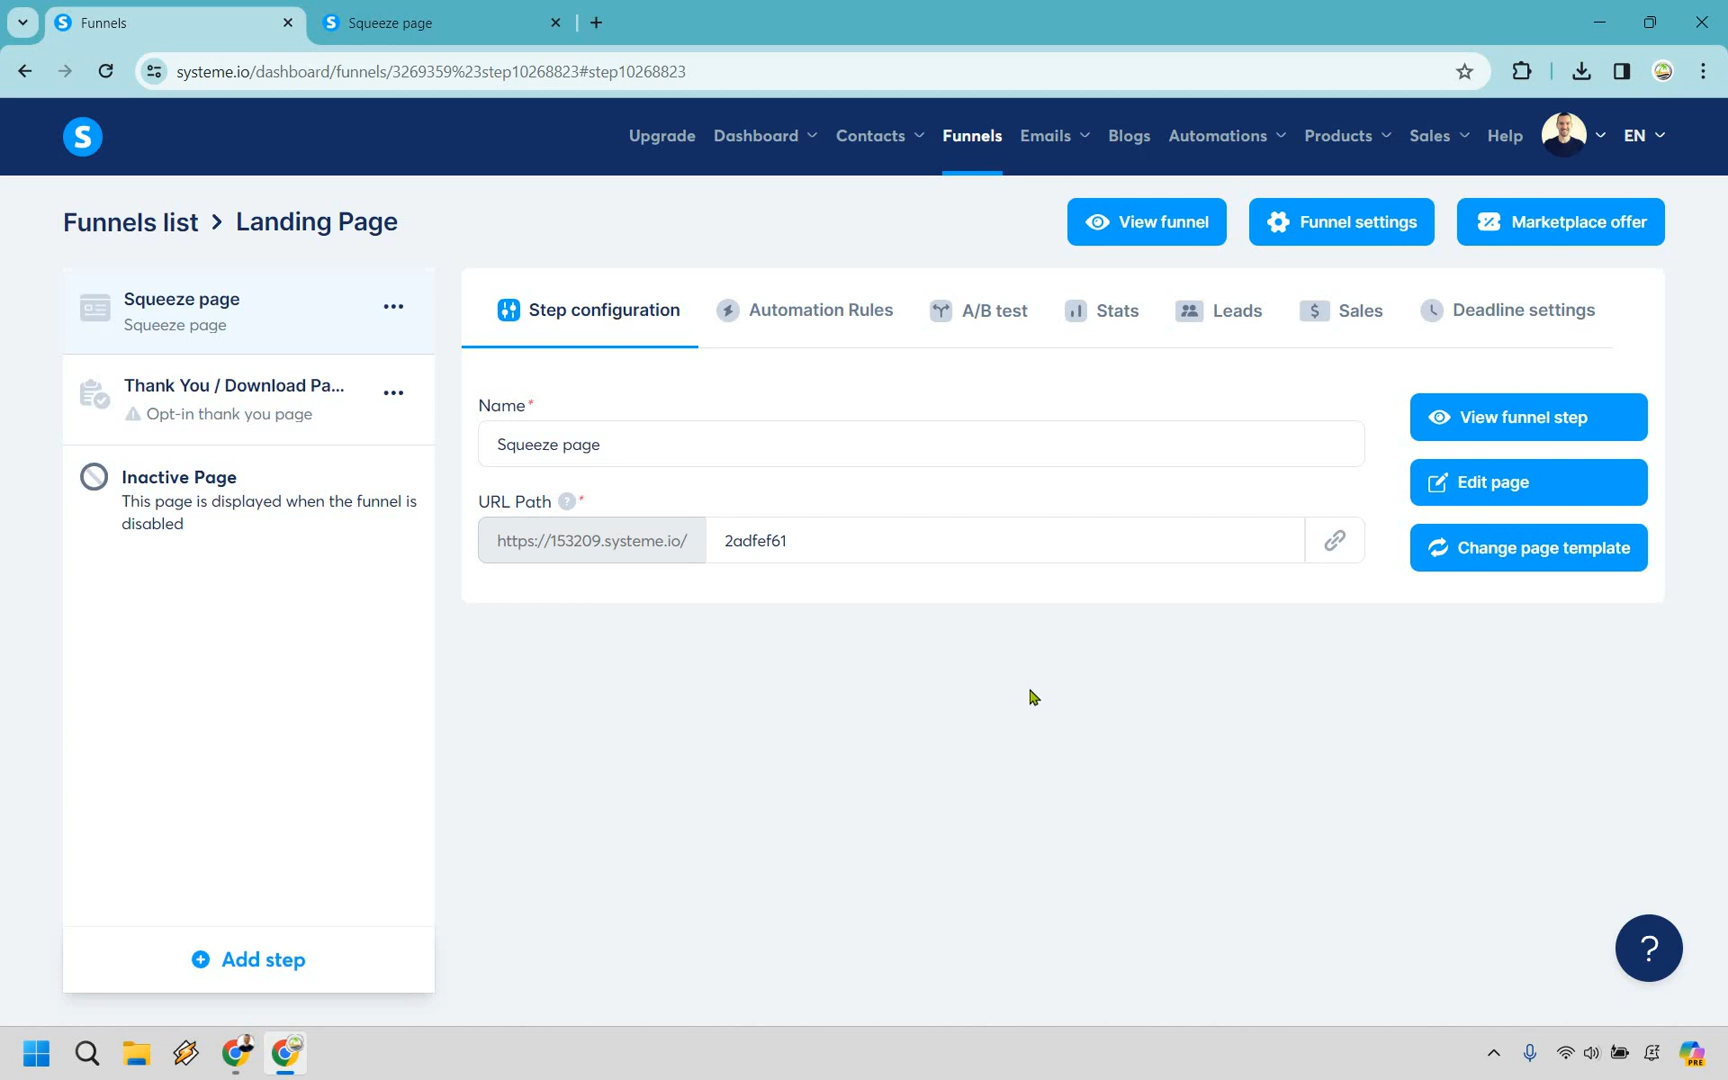 Funnels
Squeeze page
systeme.io/dashboard/funnels/3269359%23step10268823#step10268823
S
Upgrade Dashboard Contacts Funnels Emails Blogs Automations Products Sales Help EN
Funnels list > Landing Page
View funnel
Funnel settings
Marketplace offer
Squeeze page
Squeeze page
Thank You / Download Pa...
Opt-in thank you page
Inactive Page
This page is displayed when the funnel is
disabled
Add step
Step configuration
Automation Rules
A/B test
Stats
Leads
Sales
Deadline settings
Name*
Squeeze page
URL Path ? *
https://153209.systeme.io/
2adfef61
View funnel step
Edit page
Change page template
?
PRE